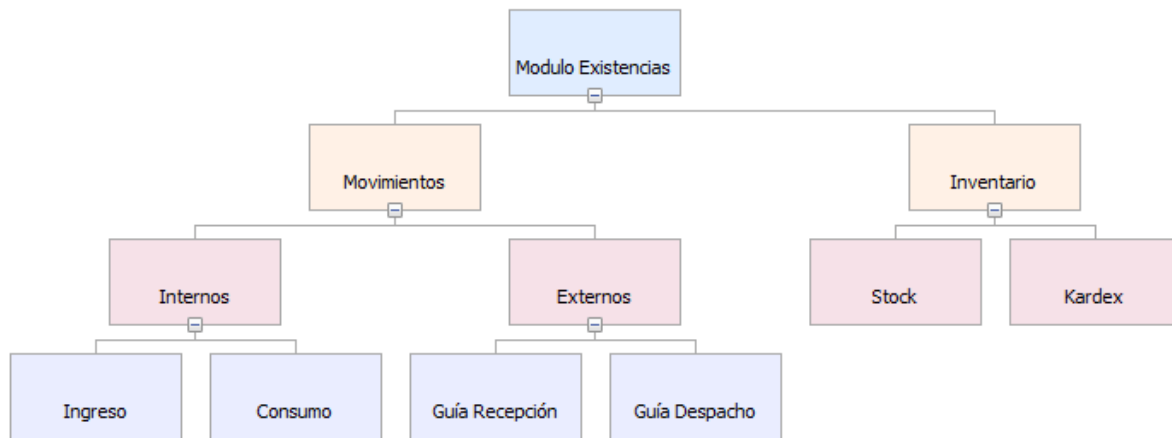 Modulo Existencias
Movimientos
Inventario
Internos
Externos
Stock
Kardex
Ingreso
Consumo
Guía Recepción
Guía Despacho